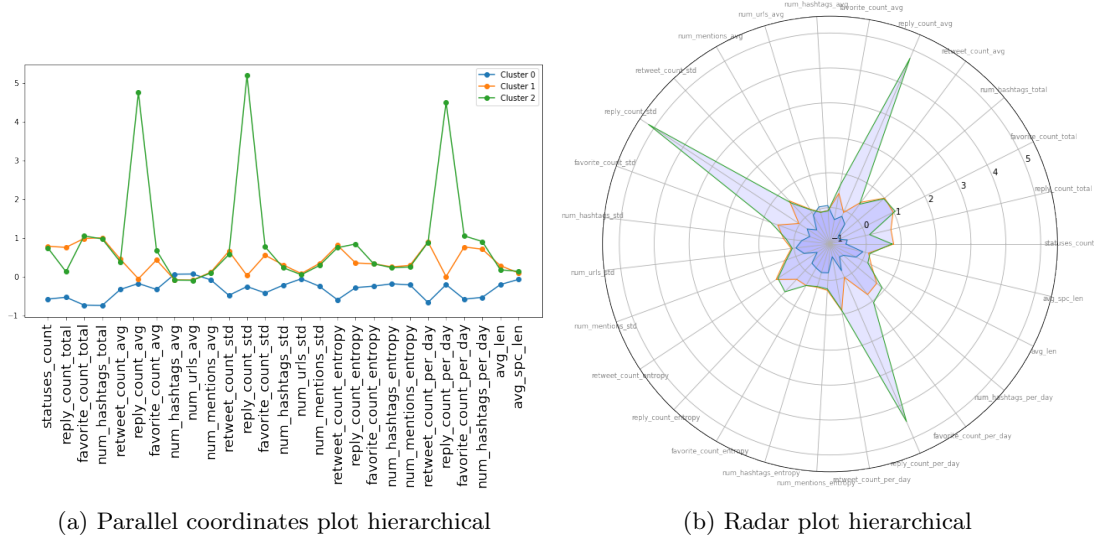 Cluster 0
Cluster 1
Cluster 2
5
4
3
2
1
0
−1
statuses_count
reply_count_total
favorite_count_total
num_hashtags_total
retweet_count_avg
reply_count_avg
favorite_count_avg
num_hashtags_avg
num_urls_avg
num_mentions_avg
retweet_count_std
reply_count_std
favorite_count_std
num_hashtags_std
num_urls_std
num_mentions_std
retweet_count_entropy
reply_count_entropy
favorite_count_entropy
num_hashtags_entropy
num_mentions_entropy
retweet_count_per_day
reply_count_per_day
favorite_count_per_day
num_hashtags_per_day
avg_len
avg_spc_len
(a) Parallel coordinates plot hierarchical
num_hashtags_avg
favorite_count_avg
num_urls_avg
reply_count_avg
num_mentions_avg
retweet_count_avg
retweet_count_std
num_hashtags_total
reply_count_std
favorite_count_total
5
favorite_count_std
4
3
reply_count_total
2
num_hashtags_std
1
0
−1
statuses_count
num_urls_std
avg_spc_len
num_mentions_std
avg_len
retweet_count_entropy
num_hashtags_per_day
reply_count_entropy
favorite_count_per_day
favorite_count_entropy
reply_count_per_day
num_hashtags_entropy
retweet_count_per_day
num_mentions_entropy
(b) Radar plot hierarchical